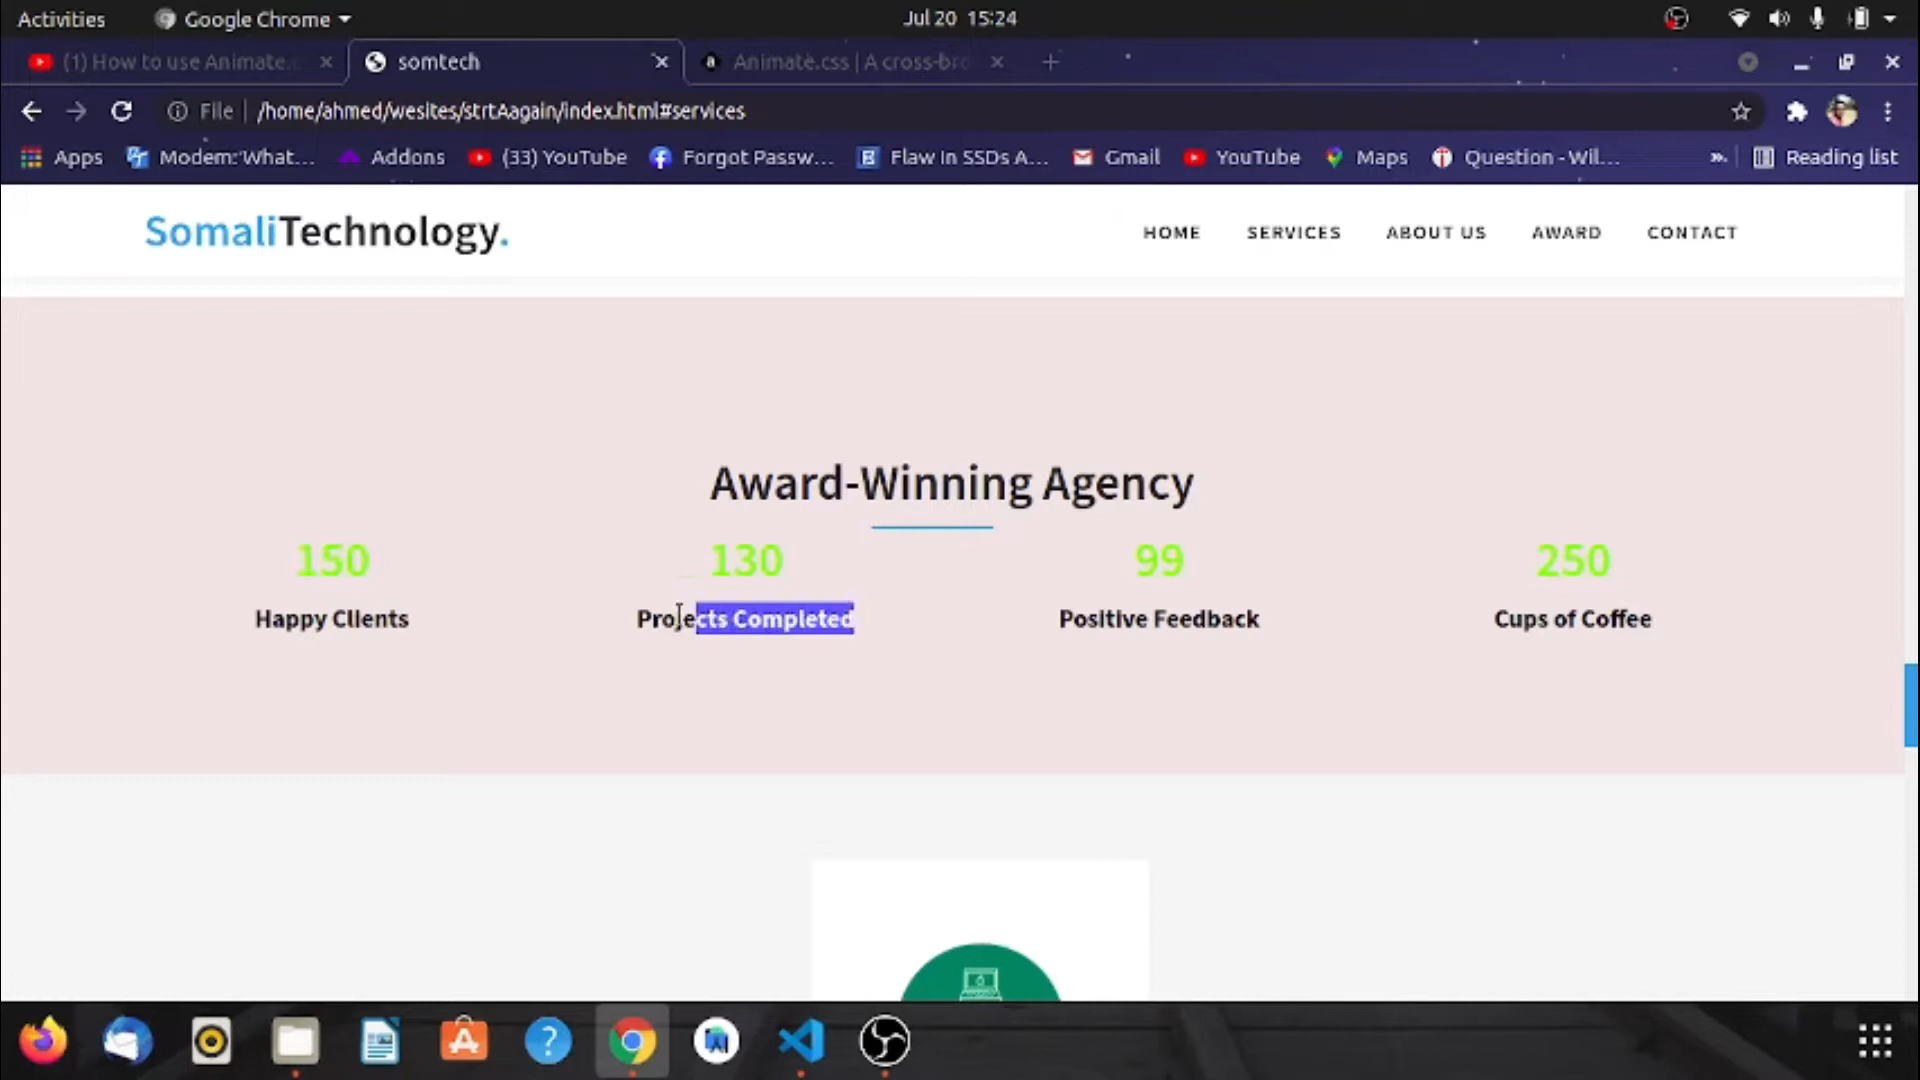 Activities Google Chrome Jul 20 15:24
(1) How to use Animate... somtech Animate.css | A cross-bro
File /home/ahmed/wesites/strtAagain/index.html#services
Apps Modem: What... Addons (33) YouTube Forgot Passw... Flaw In SSDs A... Gmail YouTube Maps Question - Wil... Reading list
SomaliTechnology. HOME SERVICES ABOUT US AWARD CONTACT
Award-Winning Agency
150 130 99 250
Happy Clients Projects Completed Positive Feedback Cups of Coffee